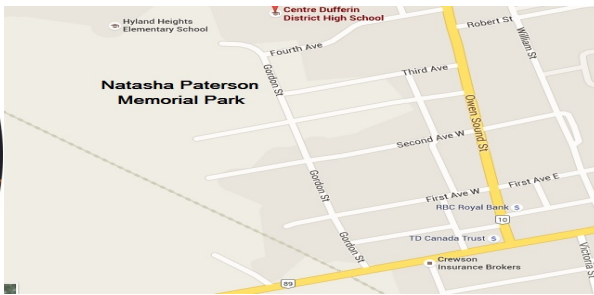 Centre Dufferin
District High School
Hyland Heights
Elementary School
Robert St
William St
Fourth Ave
Gordon St
Third Ave
Natasha Paterson
Memorial Park
Owen Sound St
Second Ave W
Gordon St
First Ave W
First Ave E
RBC Royal Bank $
10
Gordon St
TD Canada Trust $
Victoria St
Crewson
Insurance Brokers
89